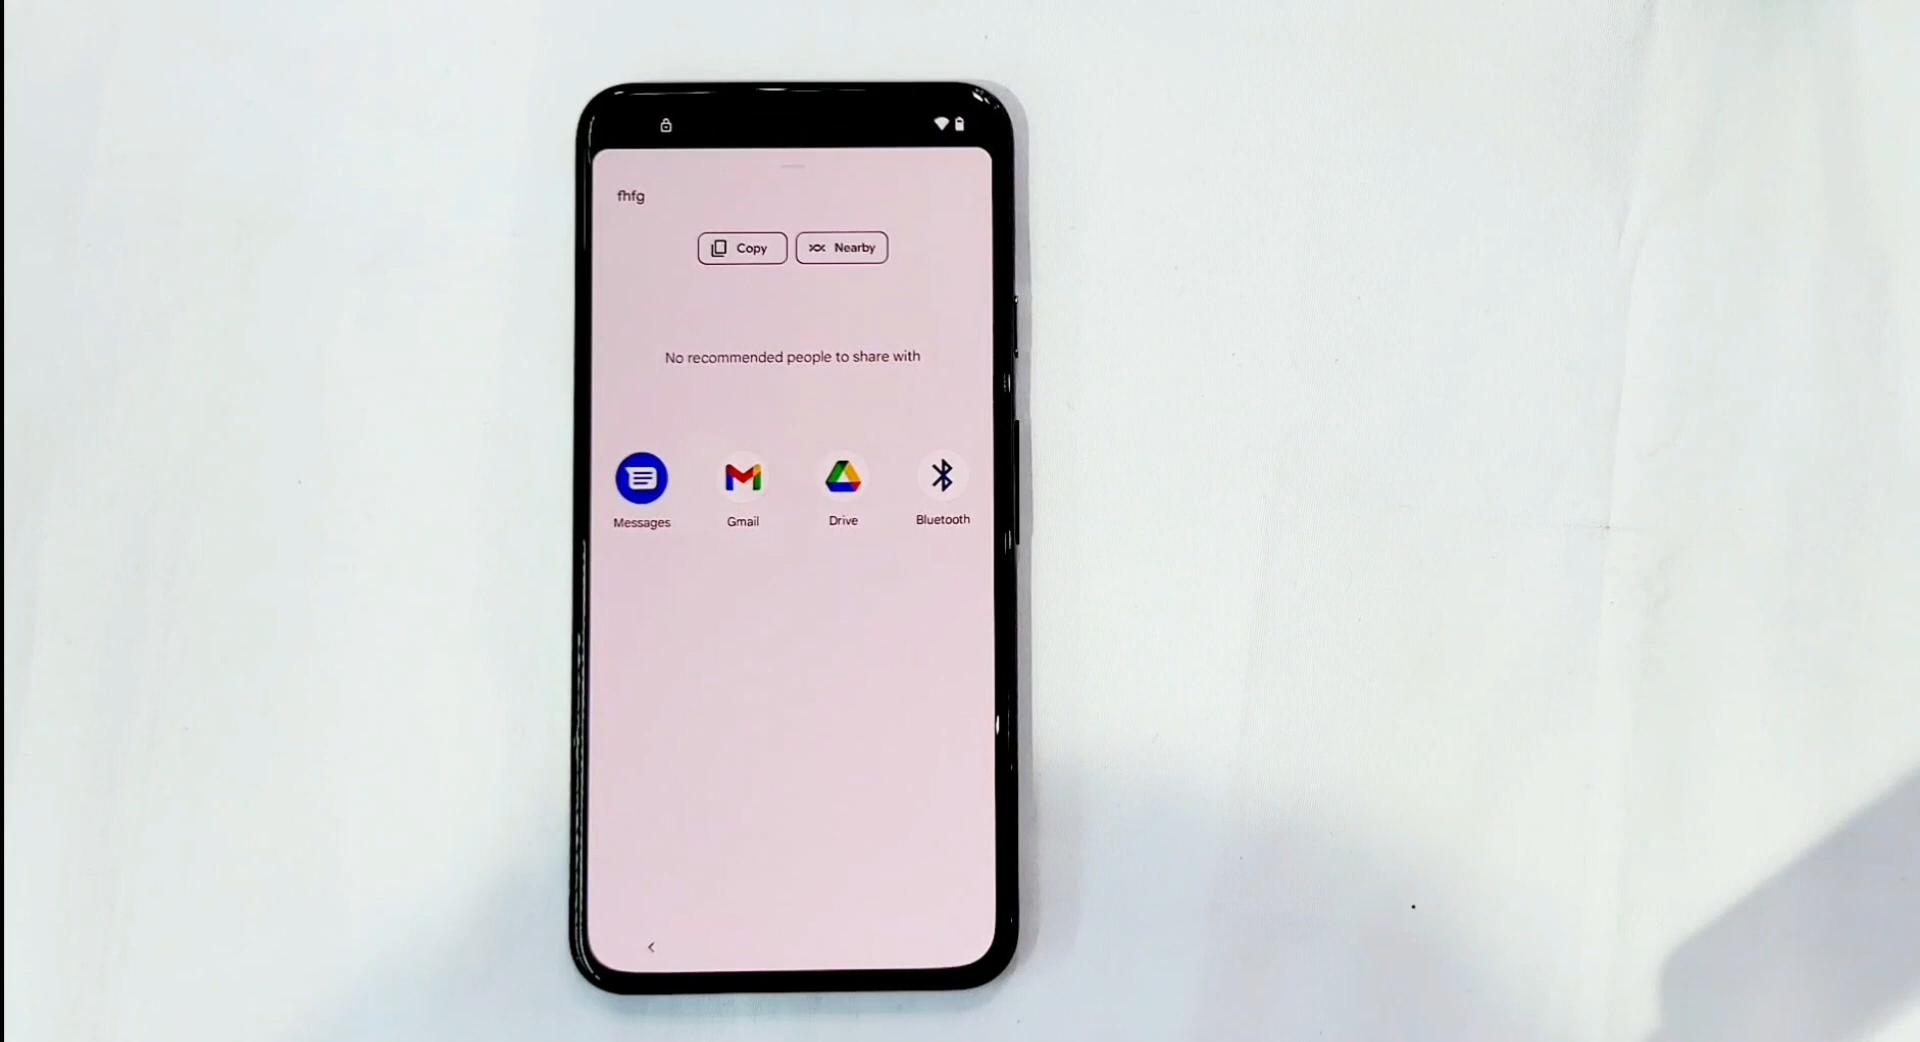 fhfg
Copy
Nearby
No recommended people to share with
Messages
Gmail
Drive
Bluetooth